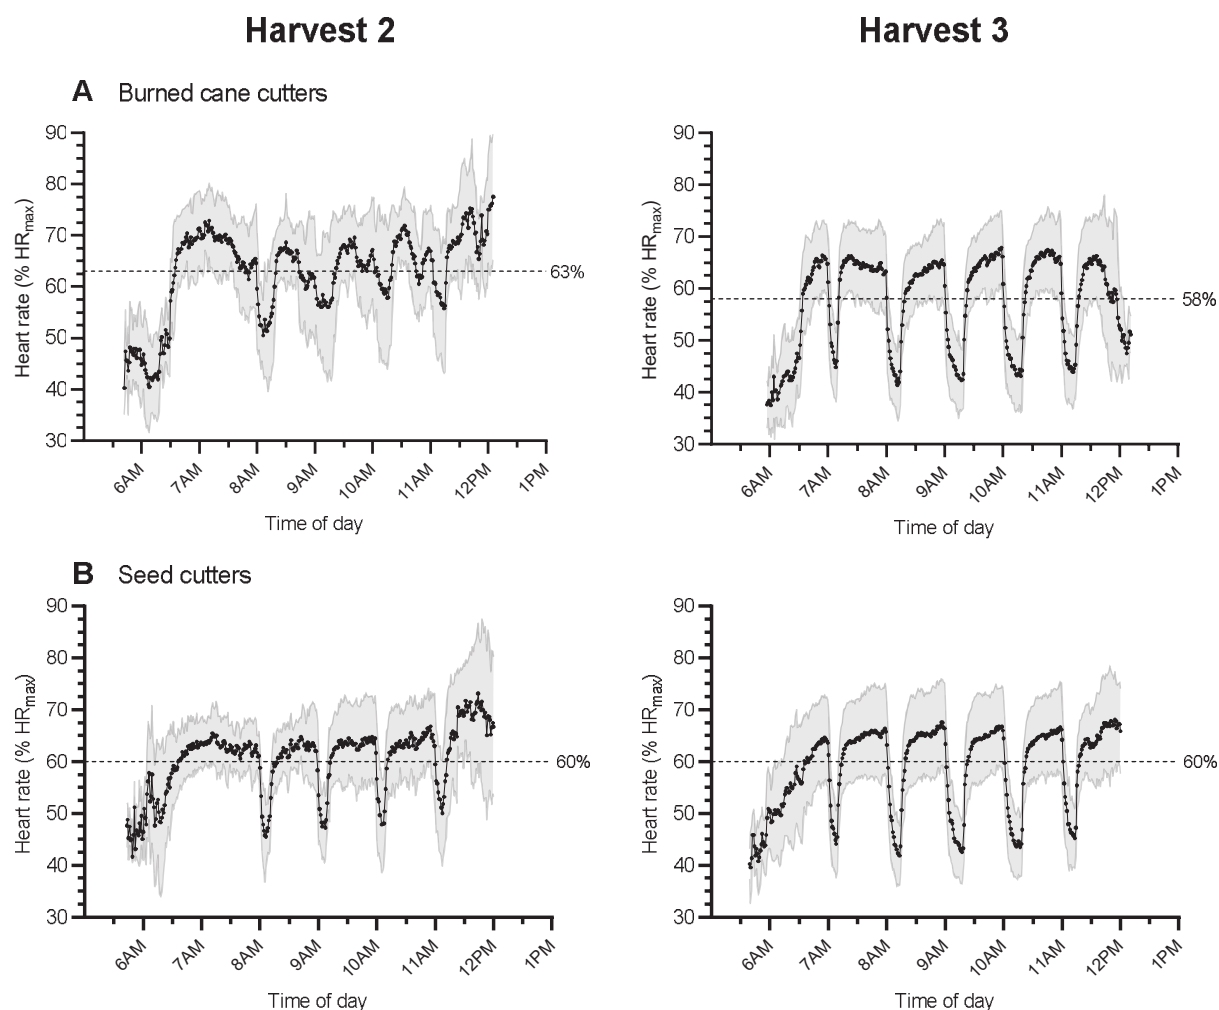 Harvest 2
Harvest 3
A Burned cane cutters
Heart rate (% HRmax)
90
80
70
60
50
40
30
63%
6AM 7AM 8AM 9AM 10AM 11AM 12PM 1PM
Time of day
Heart rate (% HRmax)
90
80
70
60
50
40
30
58%
6AM 7AM 8AM 9AM 10AM 11AM 12PM 1PM
Time of day
B Seed cutters
Heart rate (% HRmax)
90
80
70
60
50
40
30
60%
6AM 7AM 8AM 9AM 10AM 11AM 12PM 1PM
Time of day
Heart rate (% HRmax)
90
80
70
60
50
40
30
60%
6AM 7AM 8AM 9AM 10AM 11AM 12PM 1PM
Time of day